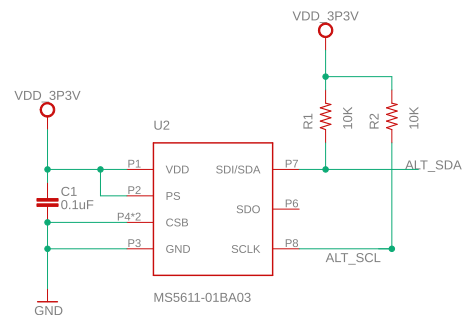 VDD_3P3V
VDD_3P3V
R1
10K
R2
10K
U2
P1
VDD
SDI/SDA
P7
ALT_SDA
P2
PS
C1
0.1uF
P4*2
CSB
SDO
P6
P3
GND
SCLK
P8
ALT_SCL
MS5611-01BA03
GND